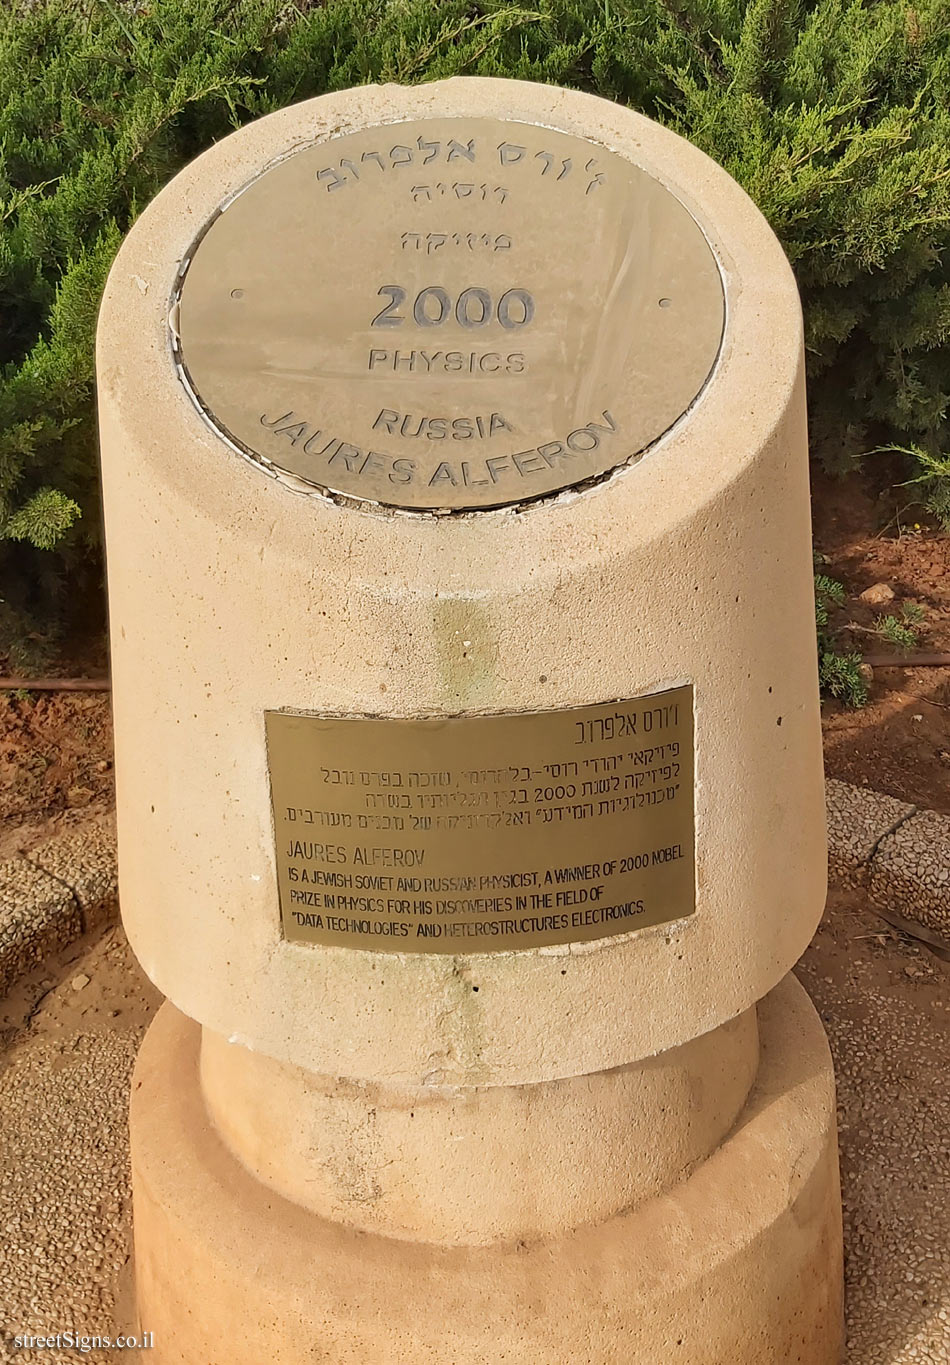 ז'ורס אלפרוב
רוסיה
פיזיקה
2000
PHYSICS
RUSSIA
JAURES ALFEROV
ז'ורס אלפרוב
פיזיקאי יהודי רוסי-בלרוסי, שזכה בפרס נובל
לפיזיקה לשנת 2000 בגין תגליותיו בשדה
"טכנולוגיות המידע" ואלקטרוניקה של מבנים מעורבים.
JAURES ALFEROV
IS A JEWISH SOVIET AND RUSSIAN PHYSICIST, A WINNER OF 2000 NOBEL
PRIZE IN PHYSICS FOR HIS DISCOVERIES IN THE FIELD OF
"DATA TECHNOLOGIES" AND HETEROSTRUCTURES ELECTRONICS.
streetSigns.co.il